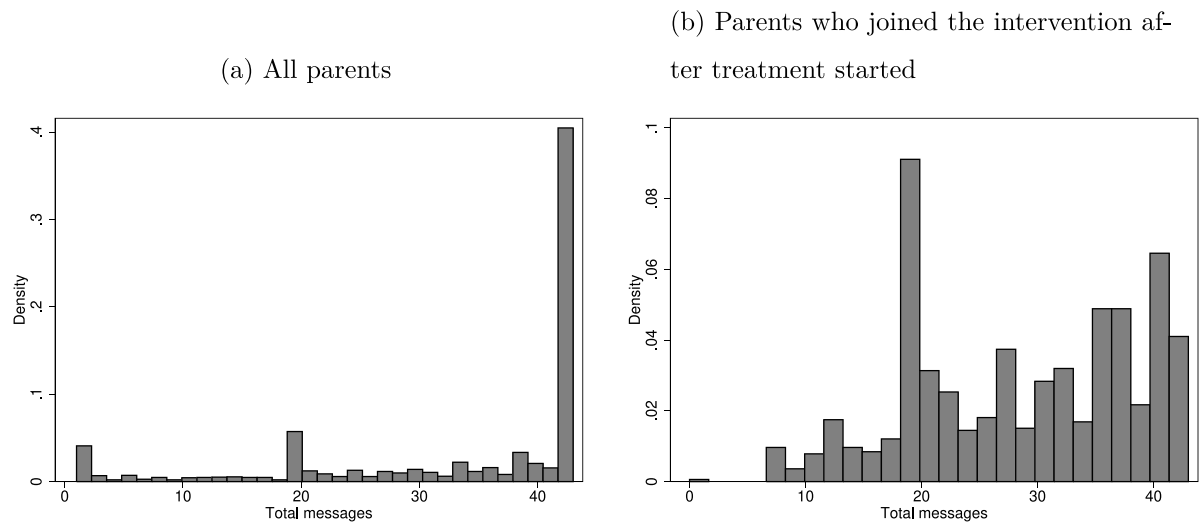 (a) All parents
.4
.3
.2
.1
0
Density
0 10 20 30 40
Total messages
(b) Parents who joined the intervention af-
ter treatment started
.1
.08
.06
.04
.02
0
Density
0 10 20 30 40
Total messages